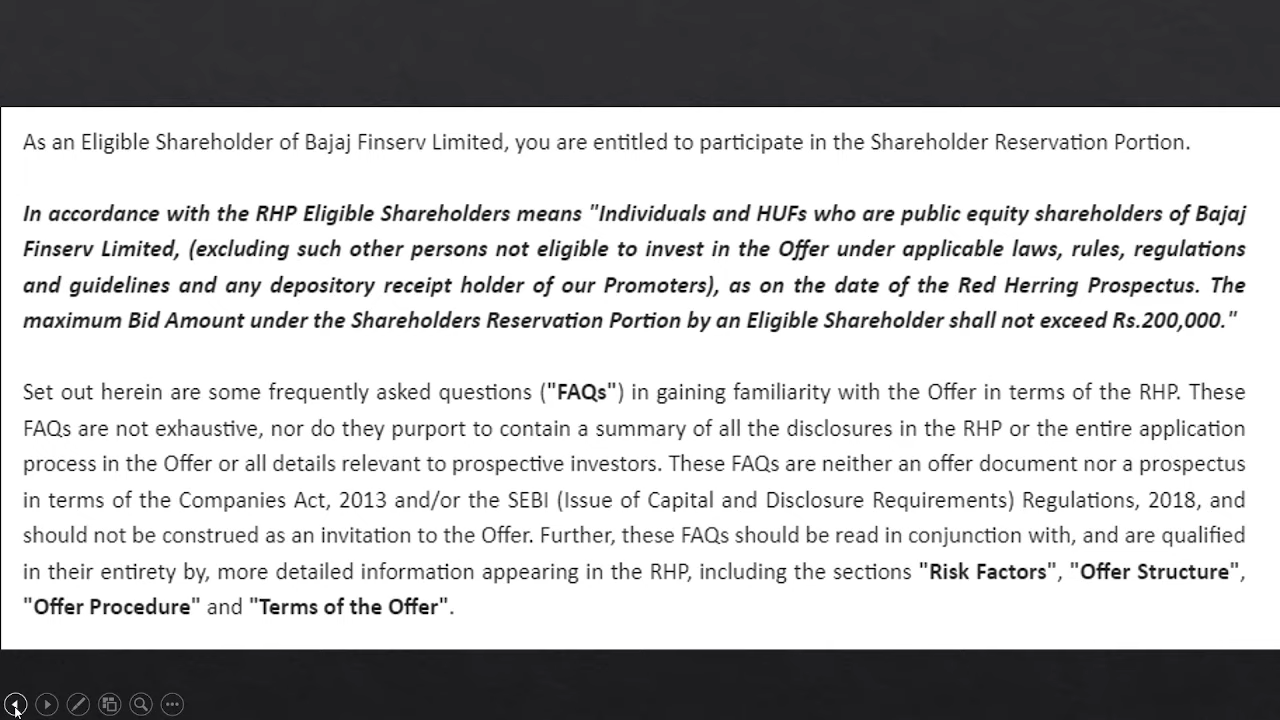 As an Eligible Shareholder of Bajaj Finserv Limited, you are entitled to participate in the Shareholder Reservation Portion.
In accordance with the RHP Eligible Shareholders means "Individuals and HUFs who are public equity shareholders of Bajaj
Finserv Limited, (excluding such other persons not eligible to invest in the Offer under applicable laws, rules, regulations
and guidelines and any depository receipt holder of our Promoters), as on the date of the Red Herring Prospectus. The
maximum Bid Amount under the Shareholders Reservation Portion by an Eligible Shareholder shall not exceed Rs.200,000."
Set out herein are some frequently asked questions ("FAQs") in gaining familiarity with the Offer in terms of the RHP. These
FAQs are not exhaustive, nor do they purport to contain a summary of all the disclosures in the RHP or the entire application
process in the Offer or all details relevant to prospective investors. These FAQs are neither an offer document nor a prospectus
in terms of the Companies Act, 2013 and/or the SEBI (Issue of Capital and Disclosure Requirements) Regulations, 2018, and
should not be construed as an invitation to the Offer. Further, these FAQs should be read in conjunction with, and are qualified
in their entirety by, more detailed information appearing in the RHP, including the sections "Risk Factors", "Offer Structure",
"Offer Procedure" and "Terms of the Offer".